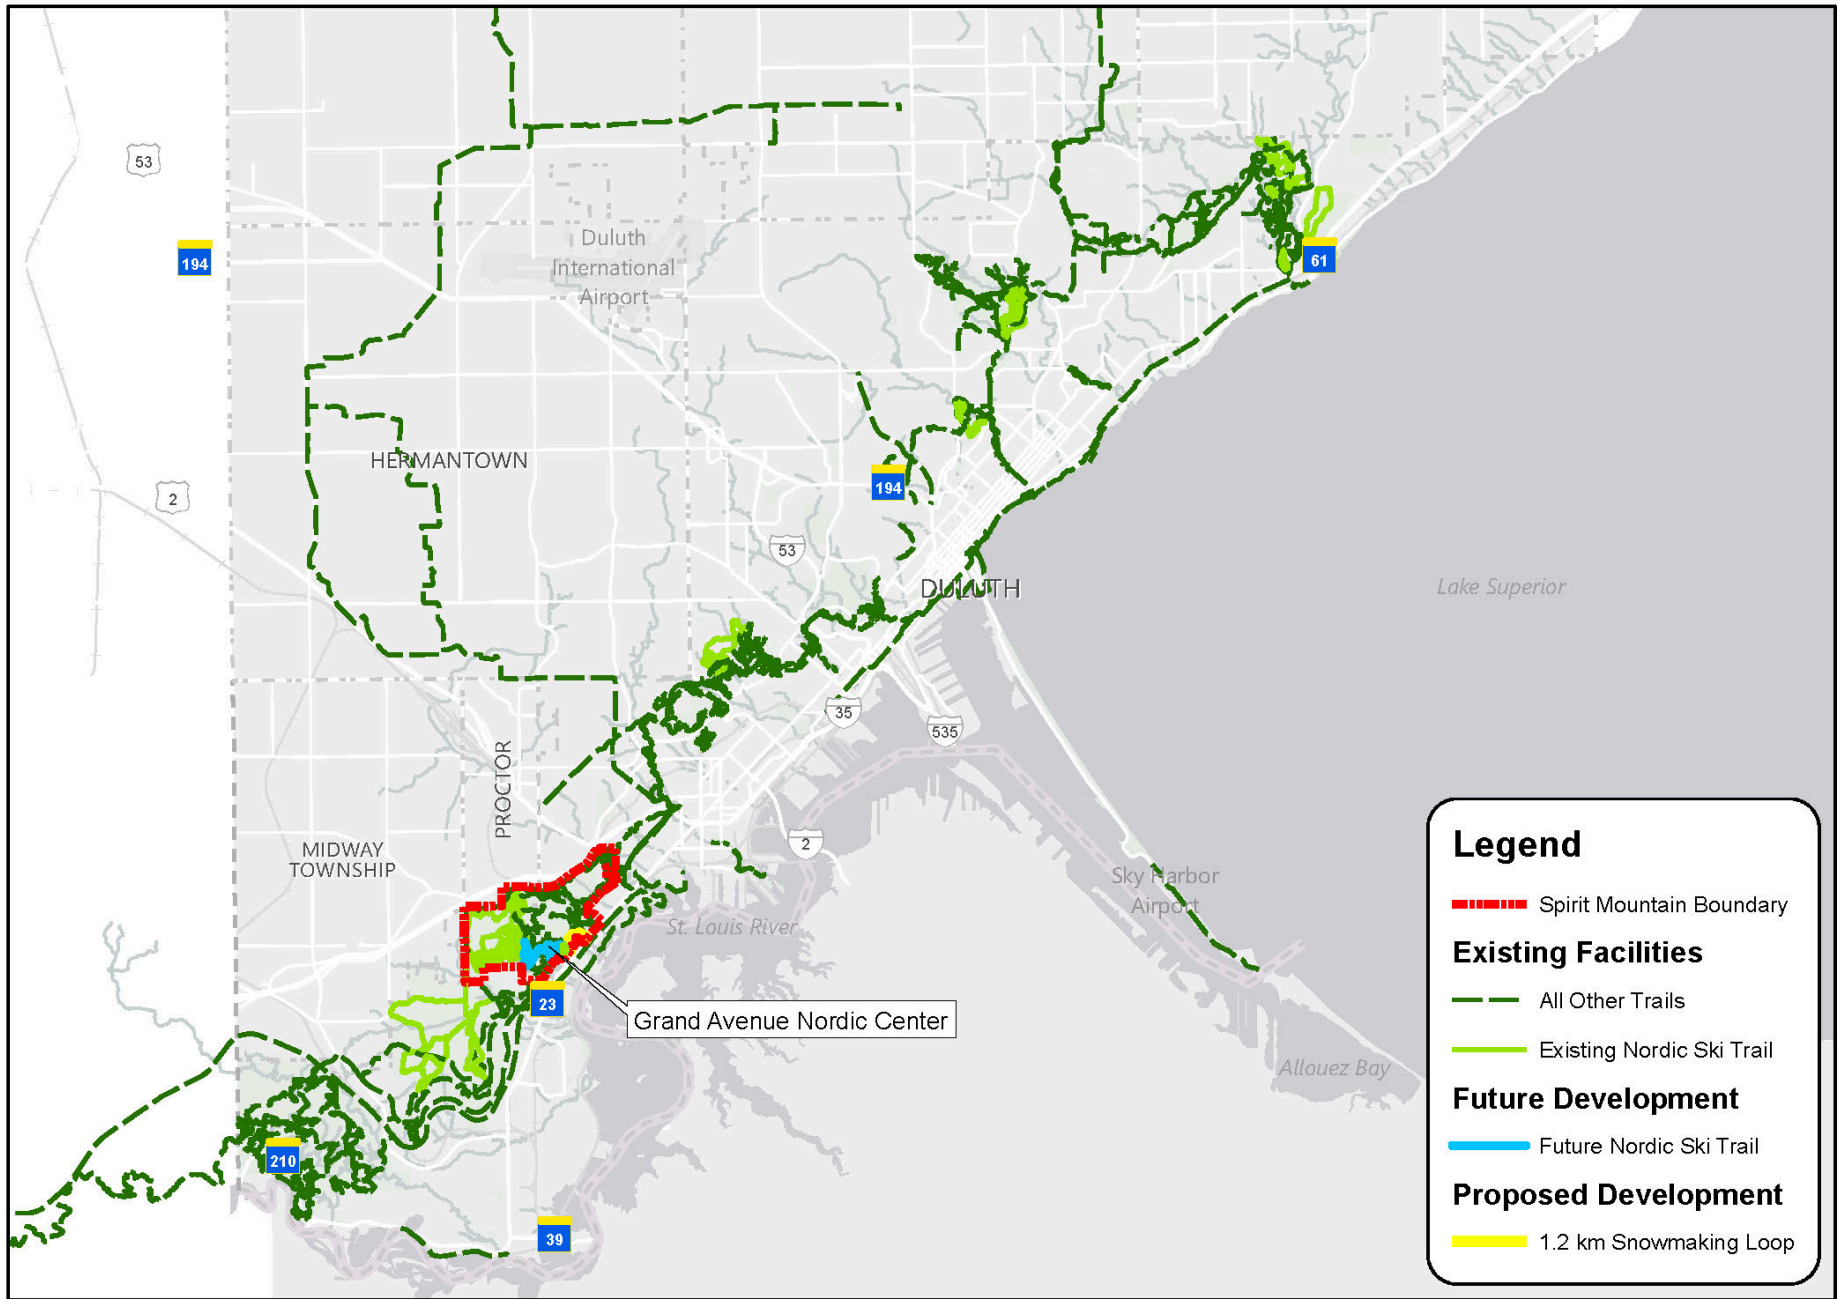 53
194
Duluth
International
Airport
61
HERMANTOWN
2
194
53
DULUTH
Lake Superior
35
535
PROCTOR
2
MIDWAY
TOWNSHIP
Sky Harbor
Airport
St. Louis River
23
Grand Avenue Nordic Center
Allouez Bay
210
39
Legend
Spirit Mountain Boundary
Existing Facilities
All Other Trails
Existing Nordic Ski Trail
Future Development
Future Nordic Ski Trail
Proposed Development
1.2 km Snowmaking Loop